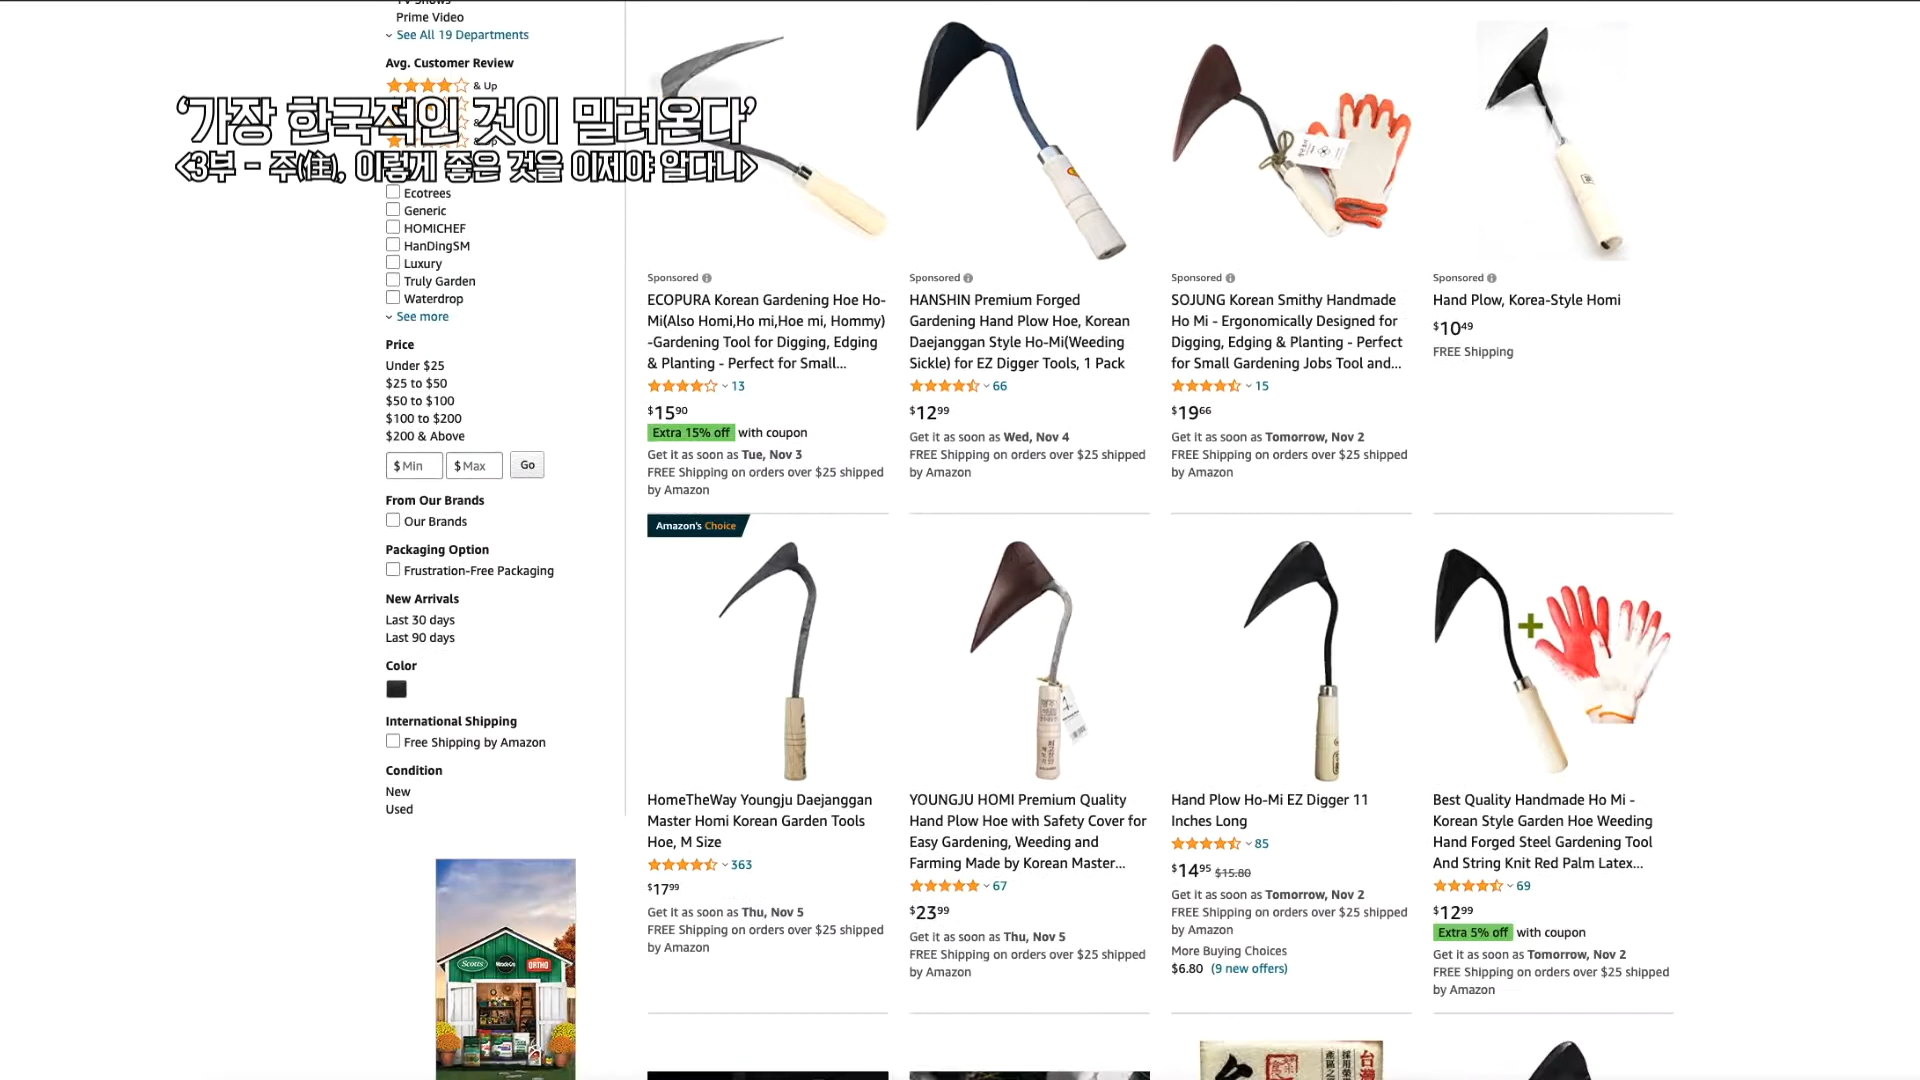 Prime Video
See All 19 Departments
Avg. Customer Review
& Up
‘가장 한국적인 것이 밀려온다’
<3부 - 주(住), 이렇게 좋은 것을 이제야 알다니>
Ecotrees
Generic
HOMICHEF
HanDingSM
Luxury
Truly Garden
Waterdrop
See more
Price
Under $25
$25 to $50
$50 to $100
$100 to $200
$200 & Above
$ Min
$ Max
Go
From Our Brands
Our Brands
Packaging Option
Frustration-Free Packaging
New Arrivals
Last 30 days
Last 90 days
Color
International Shipping
Free Shipping by Amazon
Condition
New
Used
Scotts
ORTHO
Sponsored
ECOPURA Korean Gardening Hoe Ho-
Mi(Also Homi,Ho mi,Hoe mi, Hommy)
-Gardening Tool for Digging, Edging
& Planting - Perfect for Small...
13
$15.90
Extra 15% off with coupon
Get it as soon as Tue, Nov 3
FREE Shipping on orders over $25 shipped
by Amazon
Sponsored
HANSHIN Premium Forged
Gardening Hand Plow Hoe, Korean
Daejanggan Style Ho-Mi(Weeding
Sickle) for EZ Digger Tools, 1 Pack
66
$12.99
Get it as soon as Wed, Nov 4
FREE Shipping on orders over $25 shipped
by Amazon
Sponsored
SOJUNG Korean Smithy Handmade
Ho Mi - Ergonomically Designed for
Digging, Edging & Planting - Perfect
for Small Gardening Jobs Tool and...
15
$19.66
Get it as soon as Tomorrow, Nov 2
FREE Shipping on orders over $25 shipped
by Amazon
Sponsored
Hand Plow, Korea-Style Homi
$10.49
FREE Shipping
Amazon's Choice
HomeTheWay Youngju Daejanggan
Master Homi Korean Garden Tools
Hoe, M Size
363
$17.99
Get it as soon as Thu, Nov 5
FREE Shipping on orders over $25 shipped
by Amazon
YOUNGJU HOMI Premium Quality
Hand Plow Hoe with Safety Cover for
Easy Gardening, Weeding and
Farming Made by Korean Master...
67
$23.99
Get it as soon as Thu, Nov 5
FREE Shipping on orders over $25 shipped
by Amazon
Hand Plow Ho-Mi EZ Digger 11
Inches Long
85
$14.95 $15.80
Get it as soon as Tomorrow, Nov 2
FREE Shipping on orders over $25 shipped
by Amazon
More Buying Choices
$6.80 (9 new offers)
Best Quality Handmade Ho Mi -
Korean Style Garden Hoe Weeding
Hand Forged Steel Gardening Tool
And String Knit Red Palm Latex...
69
$12.99
Extra 5% off with coupon
Get it as soon as Tomorrow, Nov 2
FREE Shipping on orders over $25 shipped
by Amazon